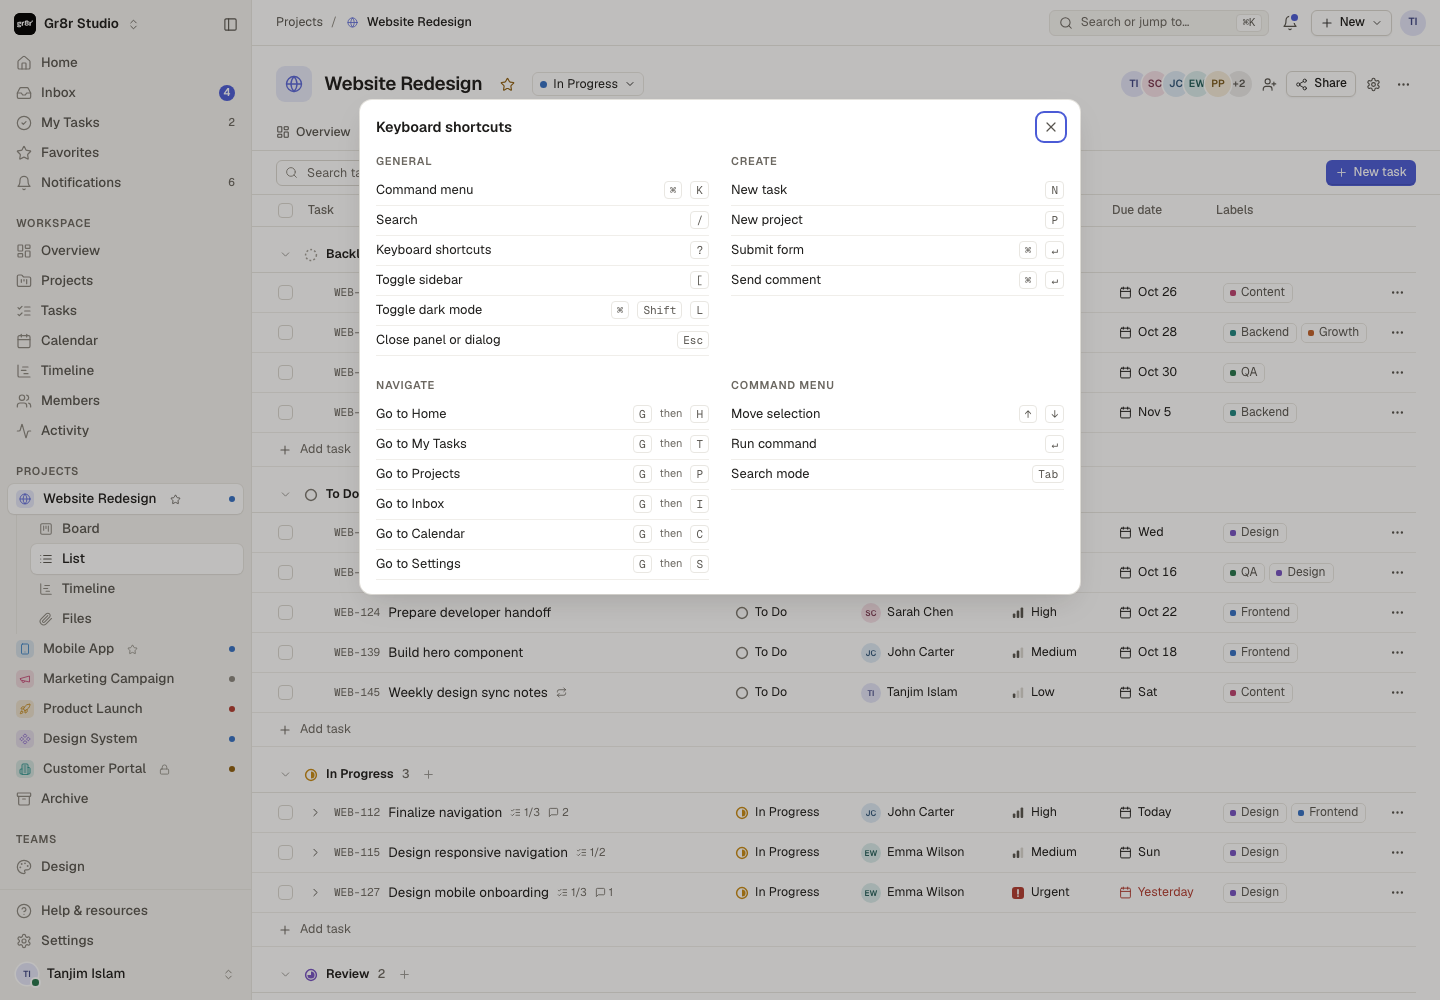 gr8r Gr8r Studio
Home
Inbox 4
My Tasks 2
Favorites
Notifications 6
WORKSPACE
Overview
Projects
Tasks
Calendar
Timeline
Members
Activity
PROJECTS
Website Redesign
Board
List
Timeline
Files
Mobile App
Marketing Campaign
Product Launch
Design System
Customer Portal
Archive
TEAMS
Design
Help & resources
Settings
TI Tanjim Islam
Projects / Website Redesign
Search or jump to… ⌘K
New
TI
Website Redesign
In Progress
TI SC JC EW PP +2
Share
Overview
Search ta
New task
Task Due date Labels
Backl
WEB- Oct 26 Content
WEB- Oct 28 Backend Growth
WEB- Oct 30 QA
WEB- Nov 5 Backend
Add task
To Do
WEB- Wed Design
WEB- Oct 16 QA Design
WEB-124 Prepare developer handoff To Do SC Sarah Chen High Oct 22 Frontend
WEB-139 Build hero component To Do JC John Carter Medium Oct 18 Frontend
WEB-145 Weekly design sync notes To Do TI Tanjim Islam Low Sat Content
Add task
In Progress 3
WEB-112 Finalize navigation 1/3 2 In Progress JC John Carter High Today Design Frontend
WEB-115 Design responsive navigation 1/2 In Progress EW Emma Wilson Medium Sun Design
WEB-127 Design mobile onboarding 1/3 1 In Progress EW Emma Wilson Urgent Yesterday Design
Add task
Review 2
Keyboard shortcuts
GENERAL
Command menu ⌘ K
Search /
Keyboard shortcuts ?
Toggle sidebar [
Toggle dark mode ⌘ Shift L
Close panel or dialog Esc
CREATE
New task N
New project P
Submit form ⌘ ↵
Send comment ⌘ ↵
NAVIGATE
Go to Home G then H
Go to My Tasks G then T
Go to Projects G then P
Go to Inbox G then I
Go to Calendar G then C
Go to Settings G then S
COMMAND MENU
Move selection ↑ ↓
Run command ↵
Search mode Tab